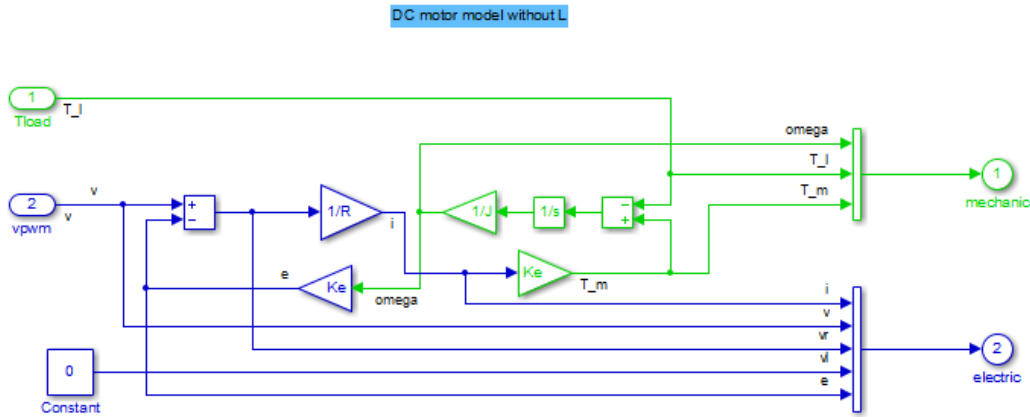 DC motor model without L
1
T_l
Tload
omega
T_l
T_m
1
mechanic
v
2
v
vpwm
+
−
1/R
i
1/J
1/s
−
+
e
Ke
omega
Ke
T_m
i
v
vr
vl
e
2
electric
0
Constant